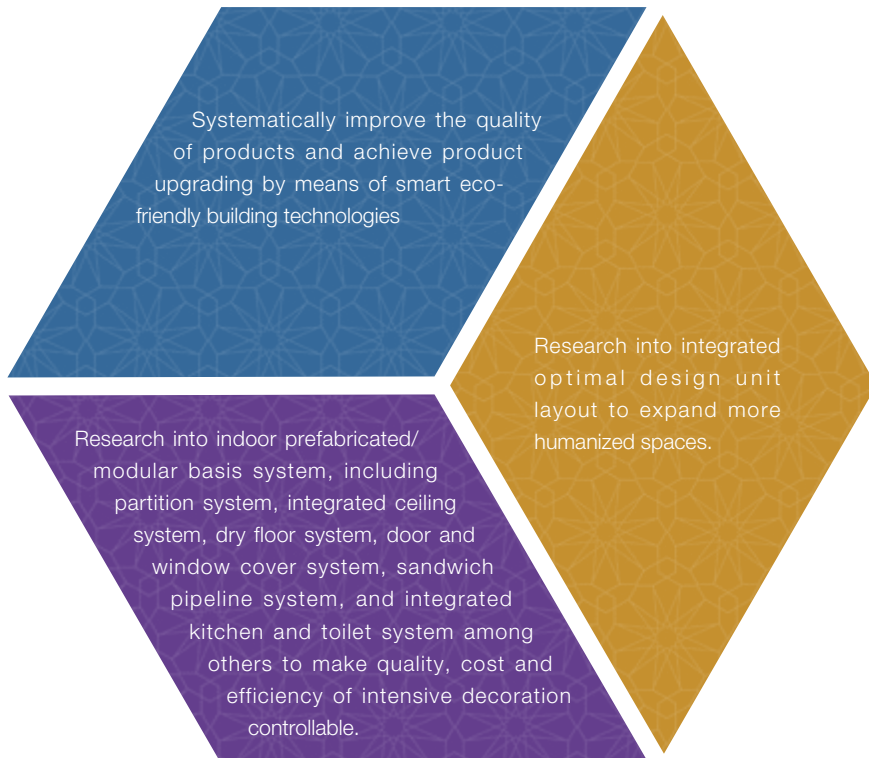 Systematically improve the quality
of products and achieve product
upgrading by means of smart eco-
friendly building technologies
Research into integrated
optimal design unit
layout to expand more
humanized spaces.
Research into indoor prefabricated/
modular basis system, including
partition system, integrated ceiling
system, dry floor system, door and
window cover system, sandwich
pipeline system, and integrated
kitchen and toilet system among
others to make quality, cost and
efficiency of intensive decoration
controllable.